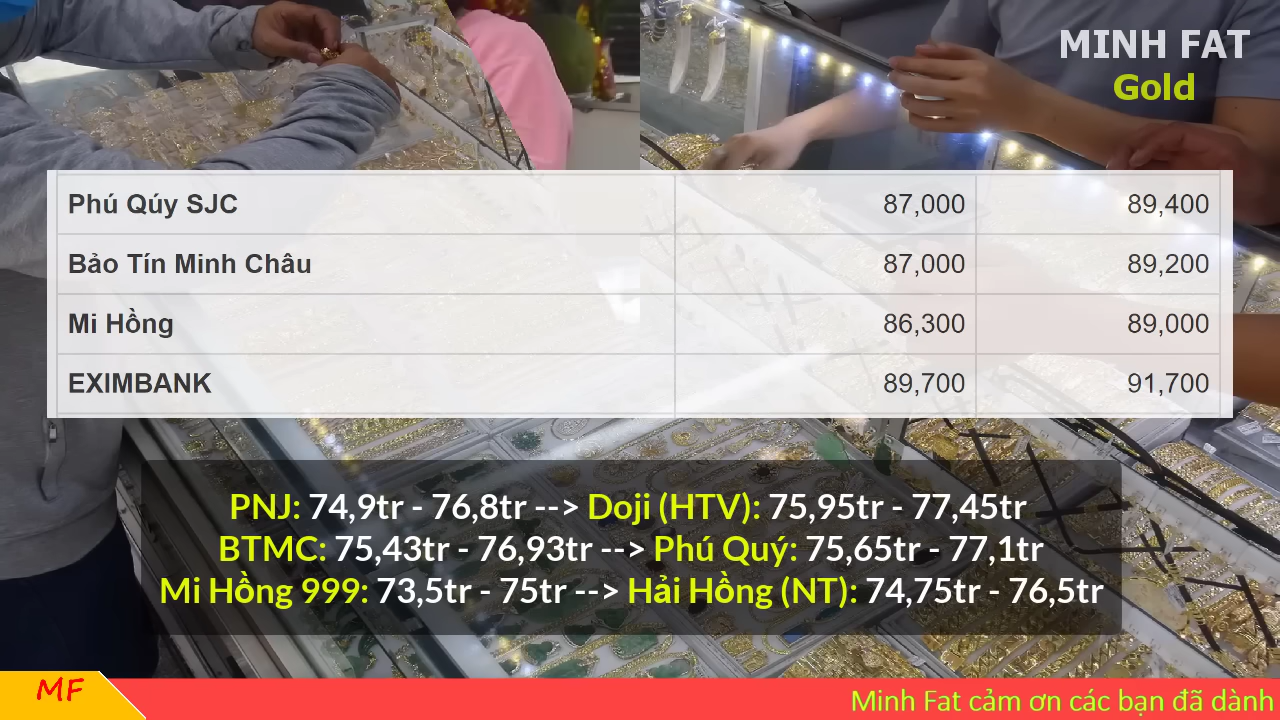 MINH FAT
Gold
Phú Qúy SJC 87,000 89,400
Bảo Tín Minh Châu 87,000 89,200
Mi Hồng 86,300 89,000
EXIMBANK 89,700 91,700
PNJ: 74,9tr - 76,8tr --> Doji (HTV): 75,95tr - 77,45tr
BTMC: 75,43tr - 76,93tr --> Phú Quý: 75,65tr - 77,1tr
Mi Hồng 999: 73,5tr - 75tr --> Hải Hồng (NT): 74,75tr - 76,5tr
MF
Minh Fat cảm ơn các bạn đã dành